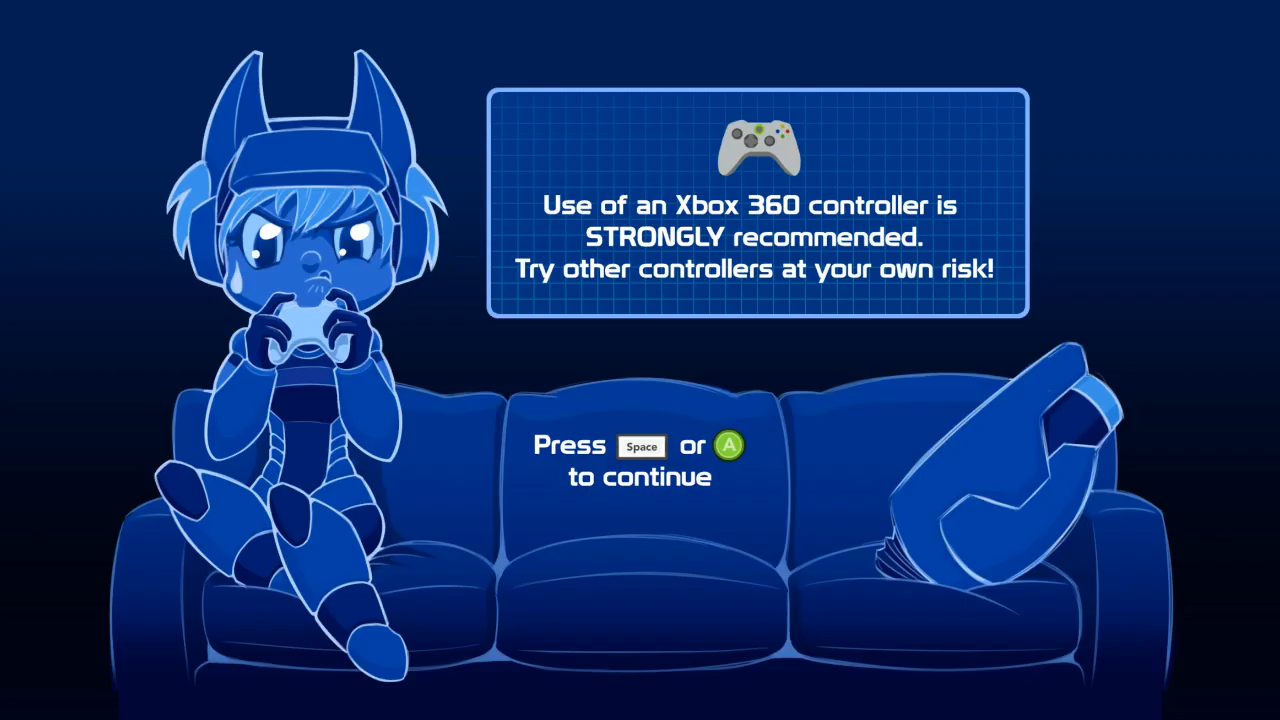 Use of an Xbox 360 controller is
STRONGLY recommended.
Try other controllers at your own risk!
Press Space or A
to continue